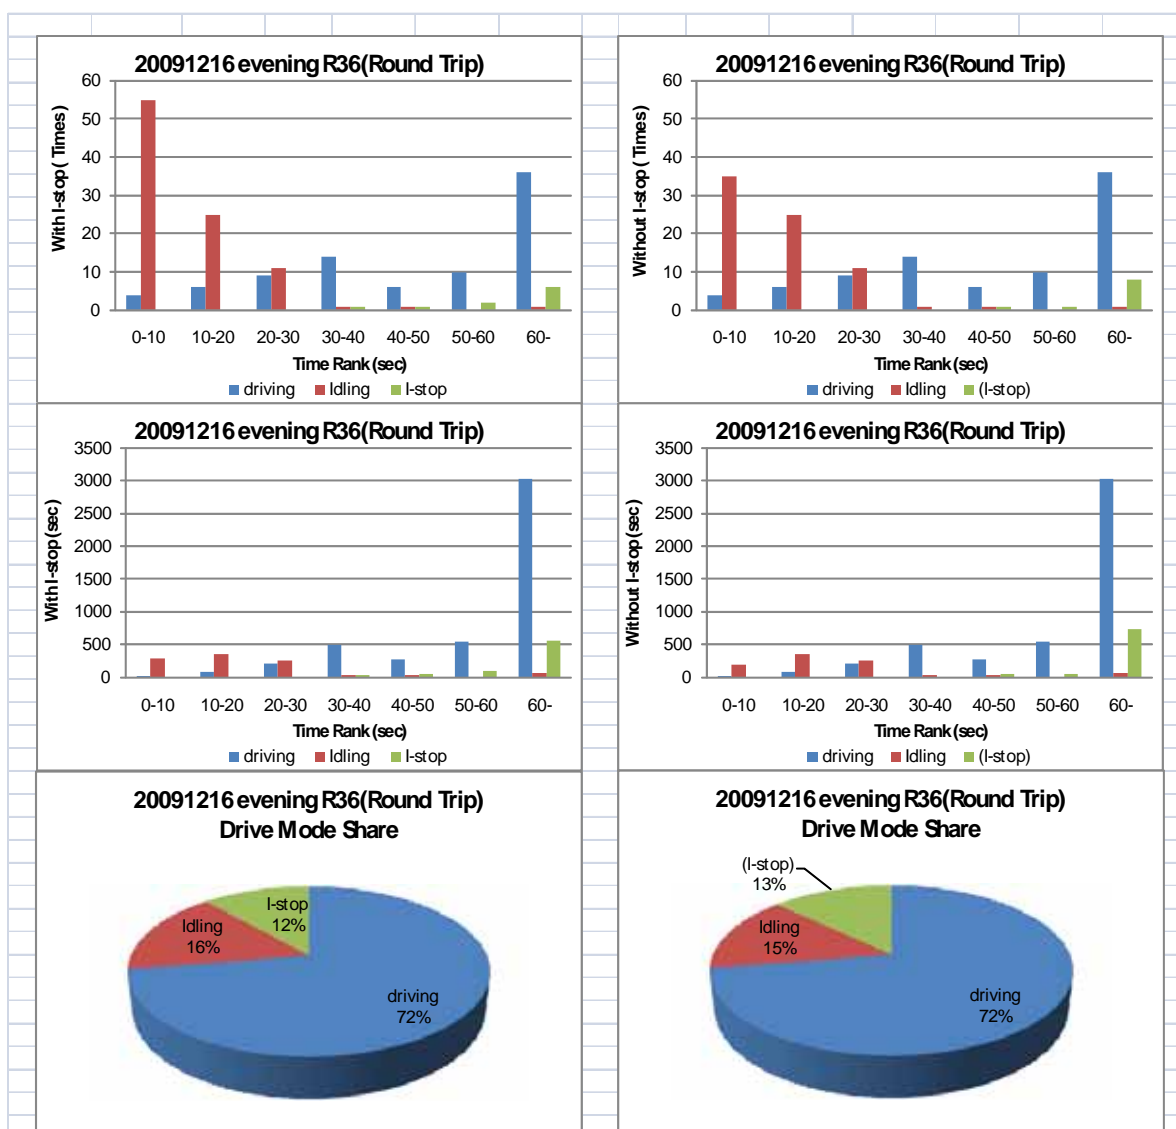 20091216 evening R36(Round Trip)
With I-stop ( Times)
60
50
40
30
20
10
0
0-10 10-20 20-30 30-40 40-50 50-60 60-
Time Rank (sec)
driving Idling I-stop
20091216 evening R36(Round Trip)
Without I-stop ( Times)
60
50
40
30
20
10
0
0-10 10-20 20-30 30-40 40-50 50-60 60-
Time Rank (sec)
driving Idling (I-stop)
20091216 evening R36(Round Trip)
With I-stop (sec)
3500
3000
2500
2000
1500
1000
500
0
0-10 10-20 20-30 30-40 40-50 50-60 60-
Time Rank (sec)
driving Idling I-stop
20091216 evening R36(Round Trip)
Without I-stop (sec)
3500
3000
2500
2000
1500
1000
500
0
0-10 10-20 20-30 30-40 40-50 50-60 60-
Time Rank (sec)
driving Idling (I-stop)
20091216 evening R36(Round Trip)
Drive Mode Share
I-stop
12%
Idling
16%
driving
72%
20091216 evening R36(Round Trip)
Drive Mode Share
(I-stop)
13%
Idling
15%
driving
72%